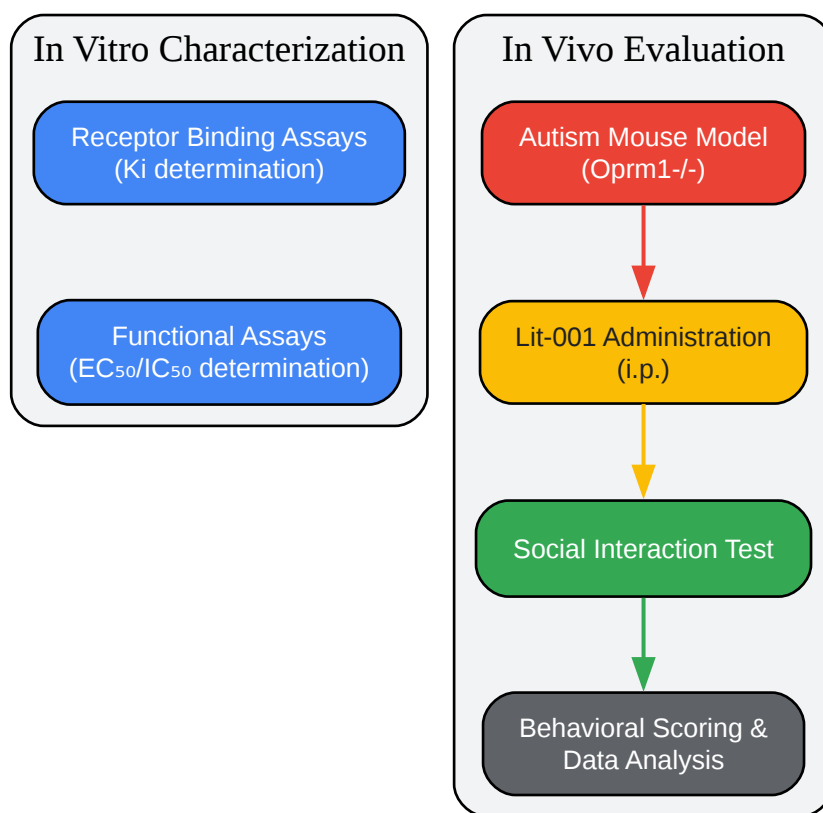 In Vitro Characterization
Receptor Binding Assays
(Ki determination)
Functional Assays
(EC₅₀/IC₅₀ determination)
In Vivo Evaluation
Autism Mouse Model
(Oprm1-/-)
Lit-001 Administration
(i.p.)
Social Interaction Test
Behavioral Scoring &
Data Analysis